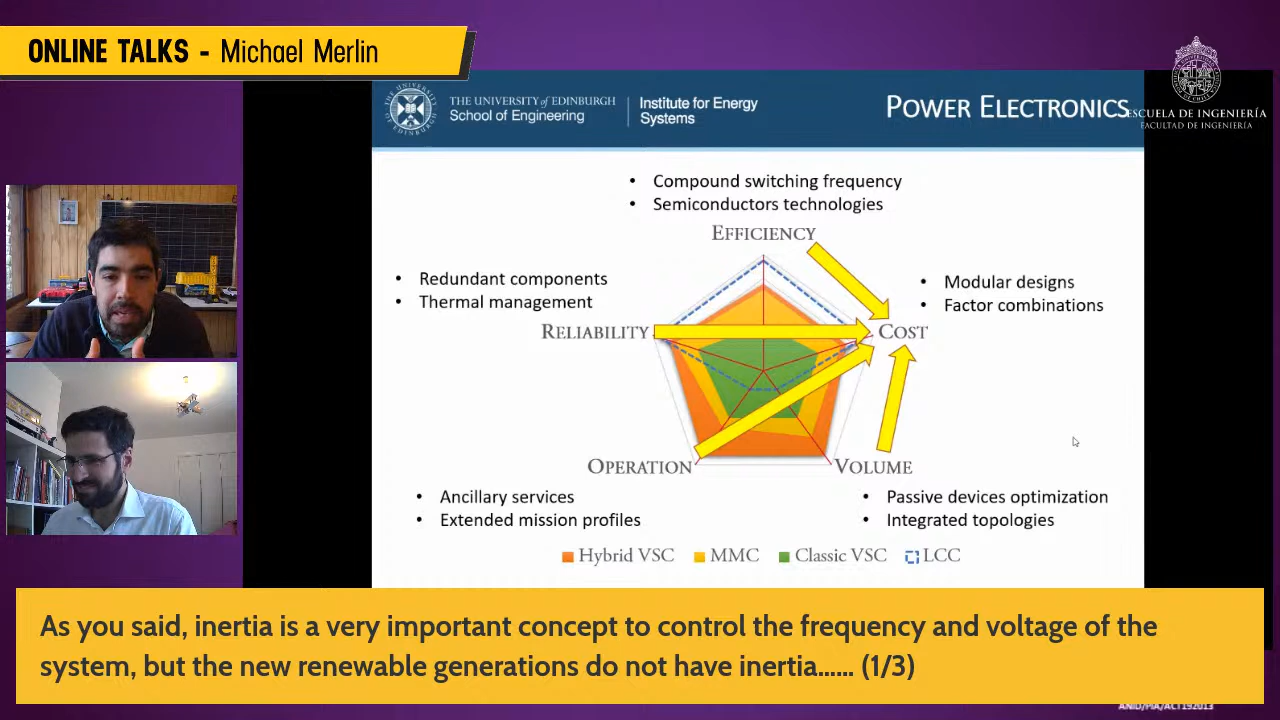 ONLINE TALKS - Michael Merlin
THE UNIVERSITY of EDINBURGH
School of Engineering
Institute for Energy
Systems
POWER ELECTRONICS
ESCUELA DE INGENIERÍA
FACULTAD DE INGENIERÍA
• Compound switching frequency
• Semiconductors technologies
EFFICIENCY
• Redundant components
• Thermal management
• Modular designs
• Factor combinations
RELIABILITY
COST
OPERATION
VOLUME
• Ancillary services
• Extended mission profiles
• Passive devices optimization
• Integrated topologies
Hybrid VSC MMC Classic VSC LCC
As you said, inertia is a very important concept to control the frequency and voltage of the
system, but the new renewable generations do not have inertia...... (1/3)
ANID/PIA/ACT192013